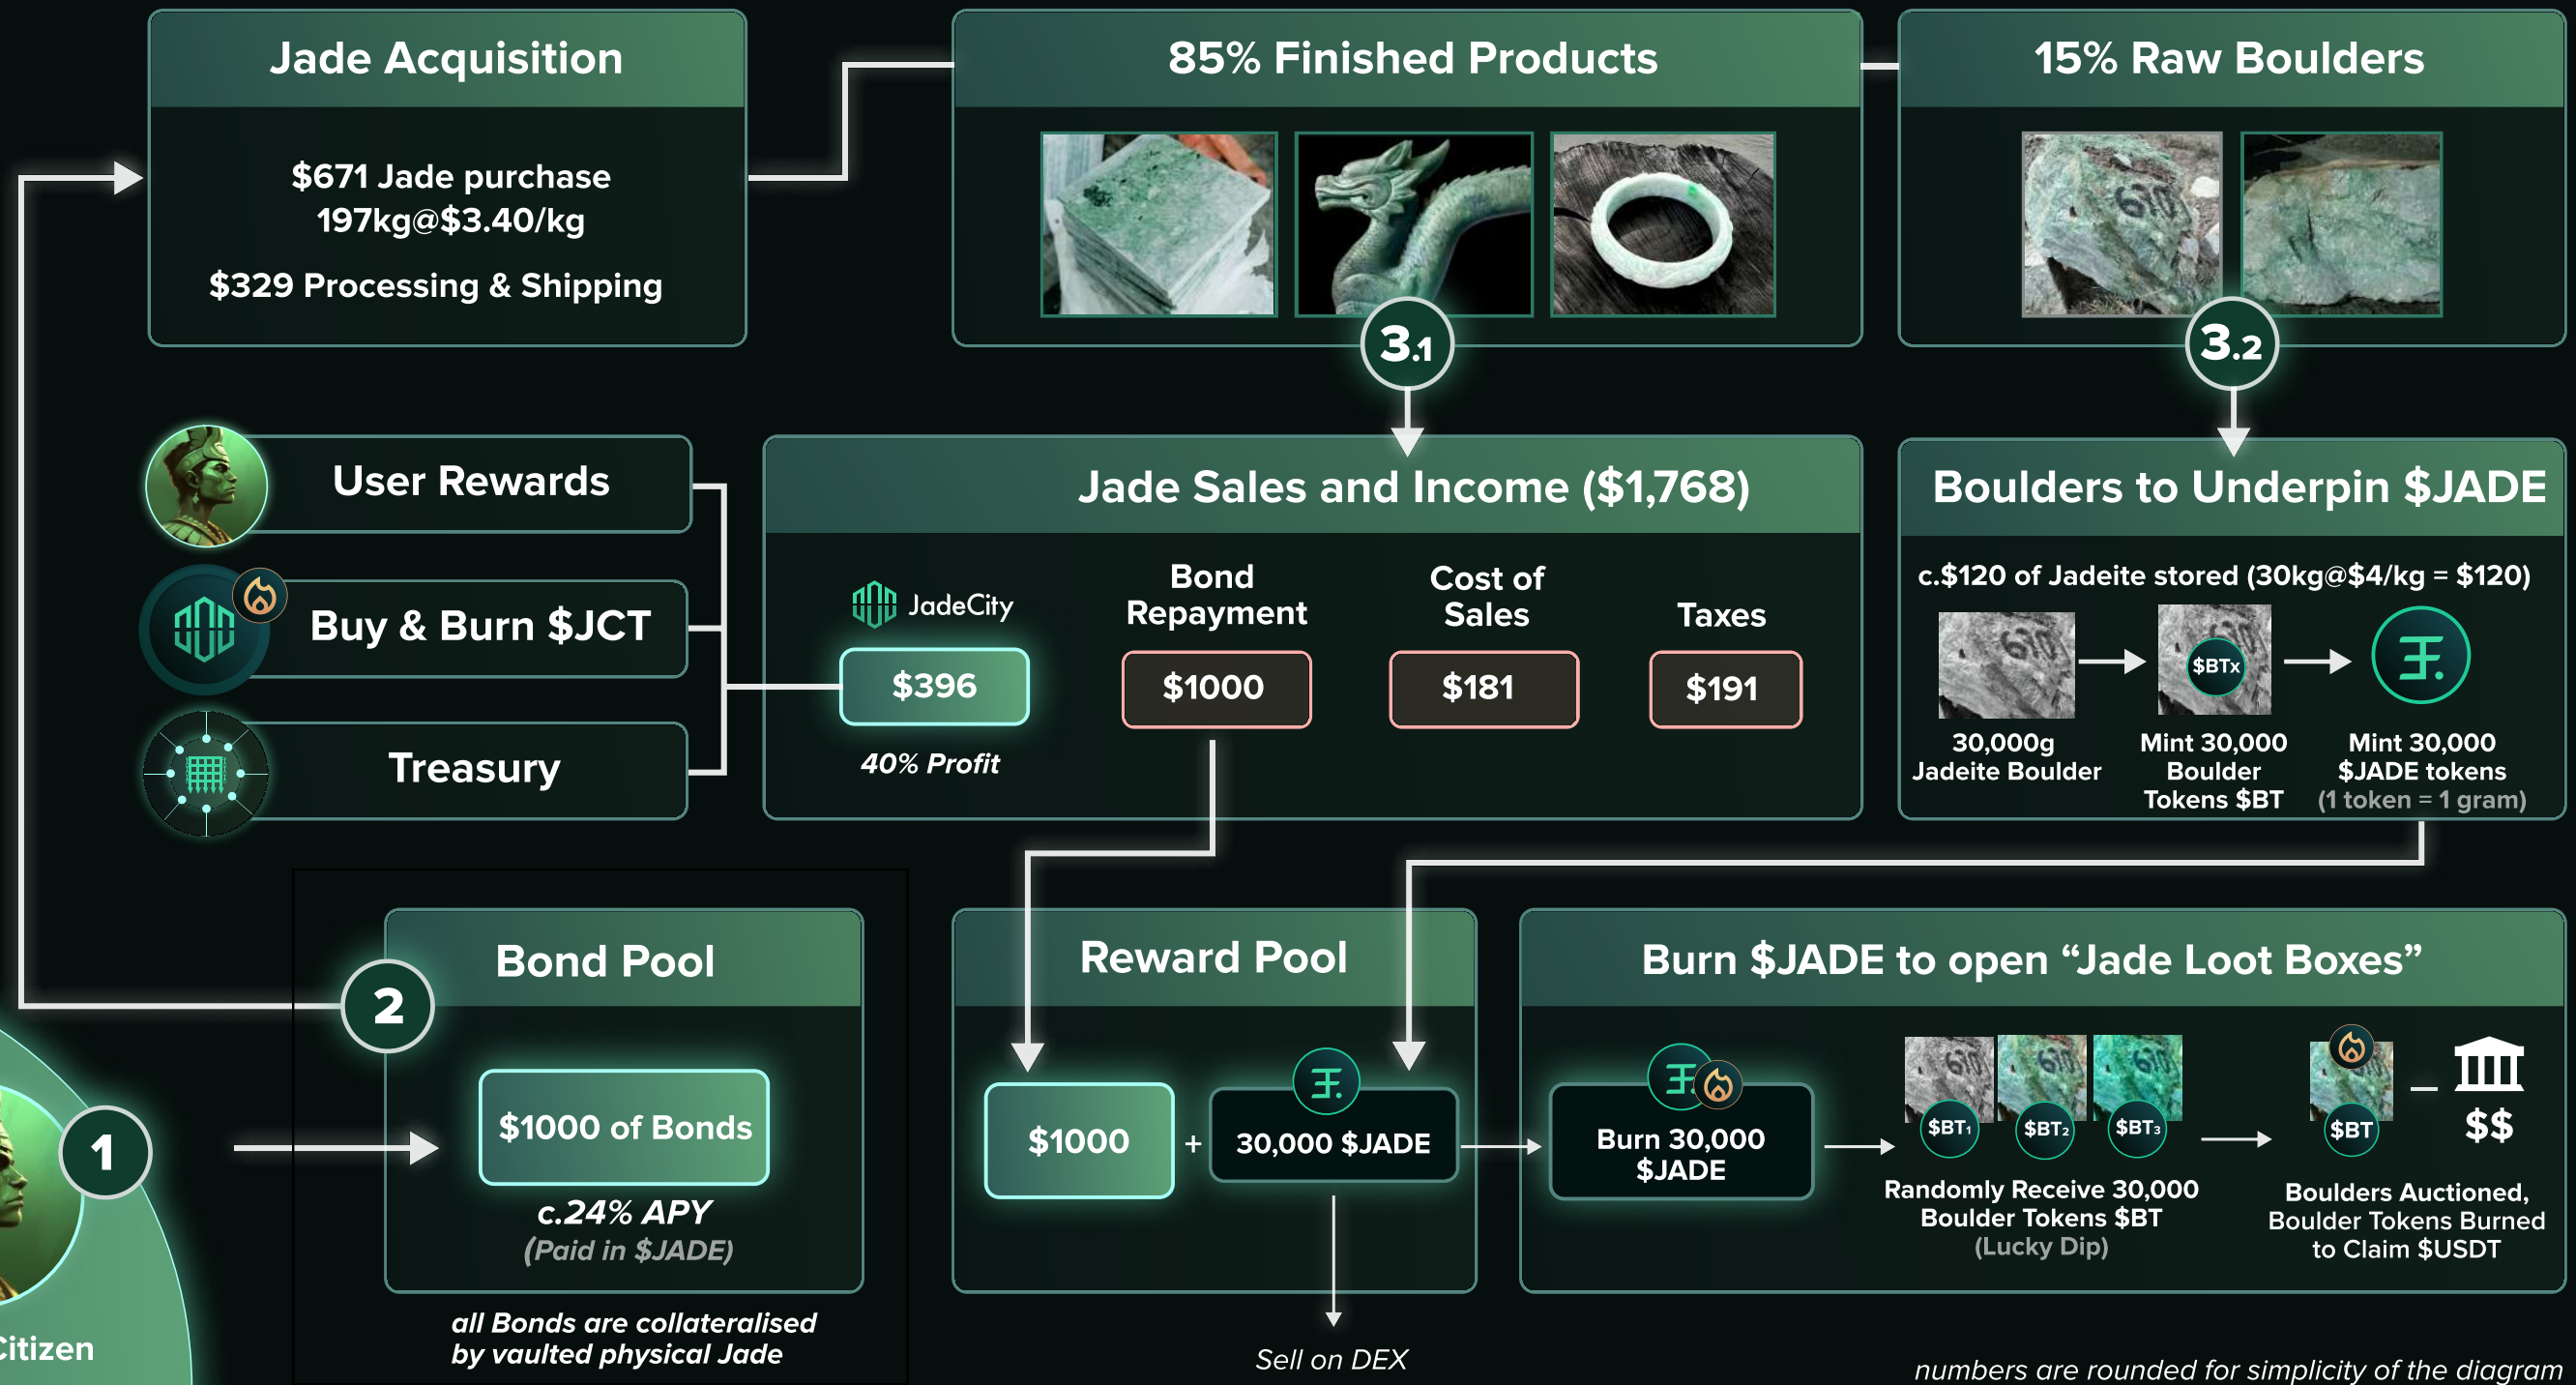 Jade Acquisition
$671 Jade purchase
197kg@$3.40/kg
$329 Processing & Shipping
85% Finished Products
3.1
15% Raw Boulders
670
3.2
User Rewards
Buy & Burn $JCT
Treasury
Jade Sales and Income ($1,768)
JadeCity
$396
40% Profit
Bond
Repayment
$1000
Cost of
Sales
$181
Taxes
$191
Boulders to Underpin $JADE
c.$120 of Jadeite stored (30kg@$4/kg = $120)
670
$BTx
30,000g
Jadeite Boulder
Mint 30,000
Boulder
Tokens $BT
Mint 30,000
$JADE tokens
(1 token = 1 gram)
1
Citizen
2
Bond Pool
$1000 of Bonds
c.24% APY
(Paid in $JADE)
all Bonds are collateralised
by vaulted physical Jade
Reward Pool
$1000
+
30,000 $JADE
Sell on DEX
Burn $JADE to open “Jade Loot Boxes”
Burn 30,000
$JADE
670
670
670
$BT1
$BT2
$BT3
Randomly Receive 30,000
Boulder Tokens $BT
(Lucky Dip)
$BT
$$
Boulders Auctioned,
Boulder Tokens Burned
to Claim $USDT
numbers are rounded for simplicity of the diagram